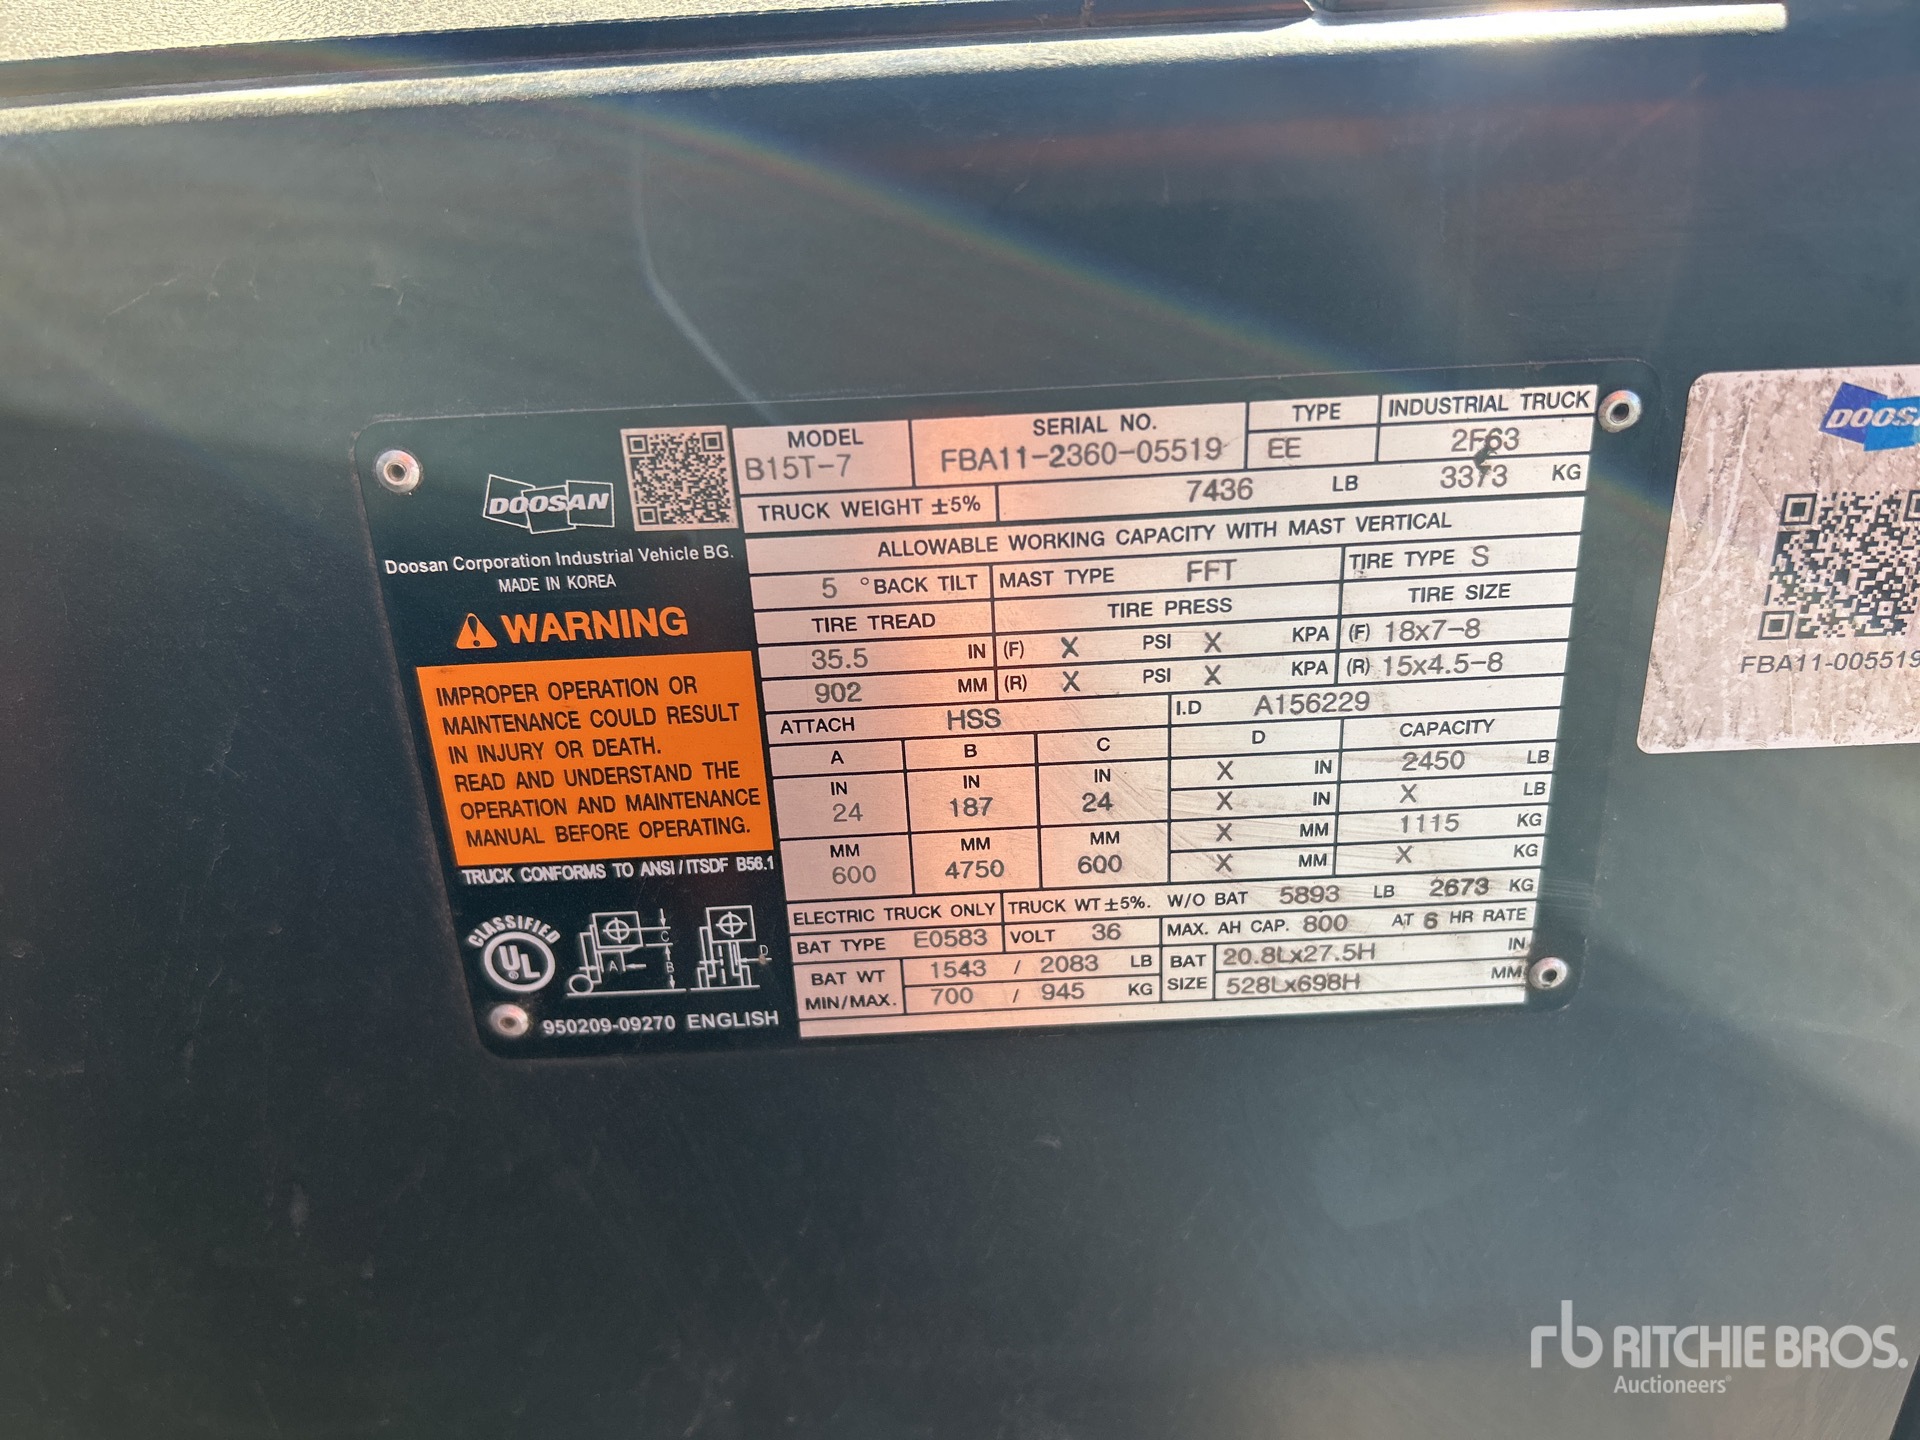 DOOSAN
Doosan Corporation Industrial Vehicle BG.
MADE IN KOREA
WARNING
IMPROPER OPERATION OR
MAINTENANCE COULD RESULT
IN INJURY OR DEATH.
READ AND UNDERSTAND THE
OPERATION AND MAINTENANCE
MANUAL BEFORE OPERATING.
TRUCK CONFORMS TO ANSI/ITSDF B56.1
CLASSIFIED
UL
C
A
B
D
950209-09270 ENGLISH
MODEL SERIAL NO. TYPE INDUSTRIAL TRUCK
B15T-7 FBA11-2360-05519 EE 2F63
TRUCK WEIGHT ±5% 7436 LB 3373 KG
ALLOWABLE WORKING CAPACITY WITH MAST VERTICAL
5 °BACK TILT MAST TYPE FFT TIRE TYPE S
TIRE TREAD TIRE PRESS TIRE SIZE
35.5 IN (F) X PSI X KPA (F) 18x7-8
902 MM (R) X PSI X KPA (R) 15x4.5-8
ATTACH HSS I.D A156229
A B C D CAPACITY
IN IN IN X IN 2450 LB
24 187 24 X IN X LB
MM MM MM X MM 1115 KG
600 4750 600 X MM X KG
ELECTRIC TRUCK ONLY TRUCK WT ±5%. W/O BAT 5893 LB 2673 KG
BAT TYPE E0583 VOLT 36 MAX. AH CAP. 800 AT 6 HR RATE
BAT WT 1543 / 2083 LB BAT 20.8Lx27.5H IN
MIN/MAX. 700 / 945 KG SIZE 528Lx698H MM
DOOSA
FBA11-005519
rb RITCHIE BROS.
Auctioneers